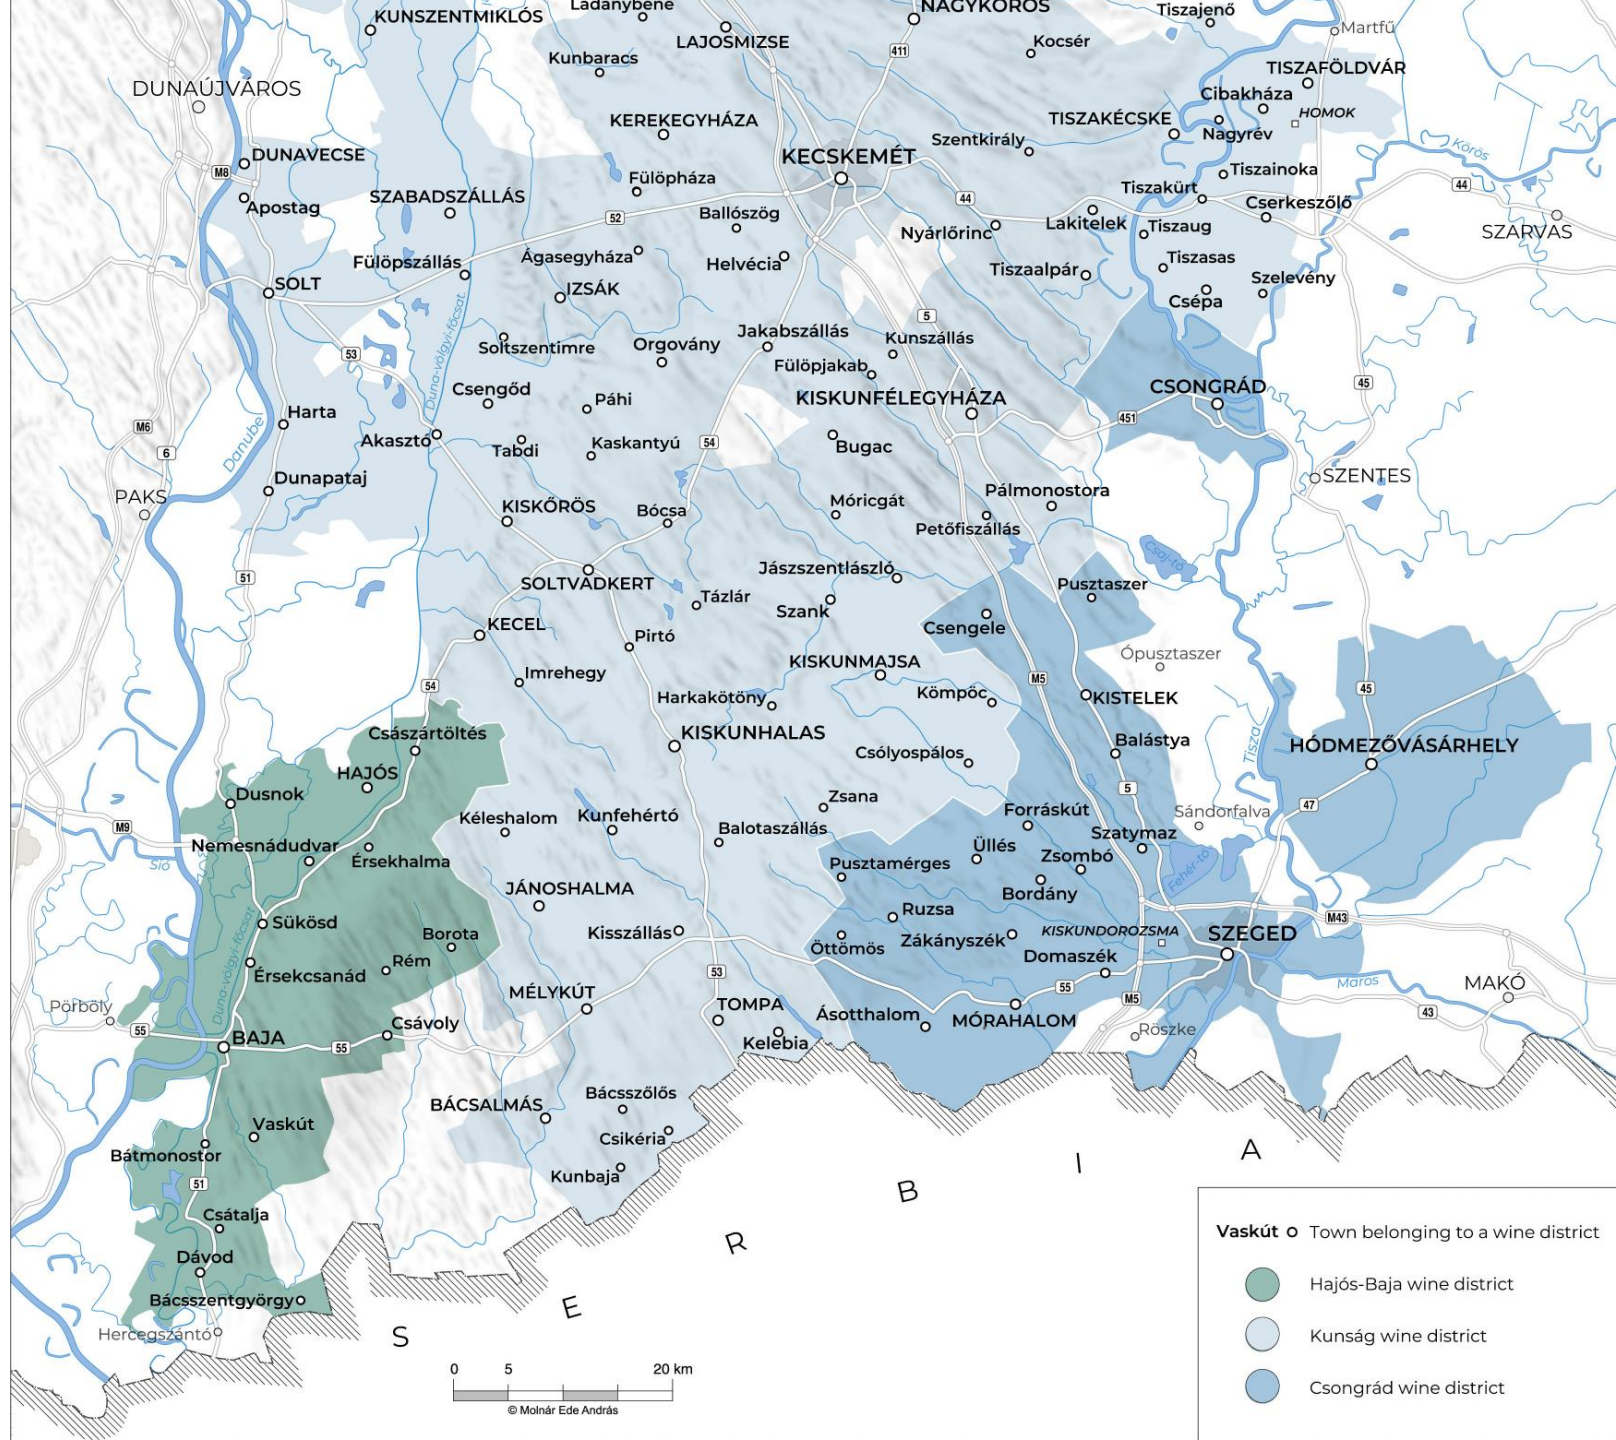 Ladánybene
NAGYKŐRÖS
Tiszajenő
KUNSZENTMIKLÓS
Martfű
LAJOSMIZSE
411
Kocsér
Kunbaracs
TISZAFÖLDVÁR
DUNAÚJVÁROS
Cibakháza
HOMOK
KEREKEGYHÁZA
TISZAKÉCSKE
Nagyrév
Szentkirály
Körös
DUNAVECSE
KECSKEMÉT
M8
Fülöpháza
Tiszainoka
44
Tiszakürt
SZABADSZÁLLÁS
44
Apostag
52
Ballószög
Cserkeszőlő
Lakitelek
Tiszaug
Nyárlőrinc
SZARVAS
Fülöpszállás
Ágasegyháza
Helvécia
Tiszaalpár
Tiszasas
SOLT
IZSÁK
Szelevény
Csépa
5
Duna-völgyi-főcsat.
Jakabszállás
Kunszállás
Soltszentimre
Orgovány
53
Fülöpjakab
45
Csengőd
CSONGRÁD
Páhi
KISKUNFÉLEGYHÁZA
Harta
451
M6
Danube
Akasztó
Tabdi
Kaskantyú
54
Bugac
6
Dunapataj
SZENTES
PAKS
Pálmonostora
KISKŐRÖS
Bócsa
Móricgát
Petőfiszállás
Csaj-tó
51
SOLTVADKERT
Jászszentlászló
Pusztaszer
Tázlár
Szank
KECEL
Csengele
Pirtó
Ópusztaszer
KISKUNMAJSA
Imrehegy
M5
54
45
Harkakötöny
Kömpöc
KISTELEK
Császártöltés
KISKUNHALAS
Balástya
Tisza
HÓDMEZŐVÁSÁRHELY
Csólyospálos
HAJÓS
Dusnok
5
Zsana
47
Forráskút
Sándorfalva
M9
Kéleshalom
Kunfehértó
Balotaszállás
Szatymaz
Nemesnádudvar
Üllés
Zsombó
Sió
Érsekhalma
Pusztamérges
Fehér-tó
JÁNOSHALMA
Bordány
Ruzsa
M43
Sükösd
Borota
Kisszállás
KISKUNDOROZSMA
SZEGED
Duna-völgyi-főcsat.
Zákányszék
Öttömös
Domaszék
Rém
Érsekcsanád
53
Maros
MAKÓ
55
MÉLYKÚT
M5
Pörböly
TOMPA
43
Ásotthalom
MÓRAHALOM
Csávoly
55
Röszke
BAJA
55
Kelebia
Bácsszőlős
BÁCSALMÁS
Vaskút
Csikéria
Bátmonostor
A
I
Kunbaja
51
B
Csátalja
R
Dávod
Bácsszentgyörgy
E
Hercegszántó
S
Vaskút Town belonging to a wine district
Hajós-Baja wine district
Kunság wine district
Csongrád wine district
0 5 20 km
© Molnár Ede András